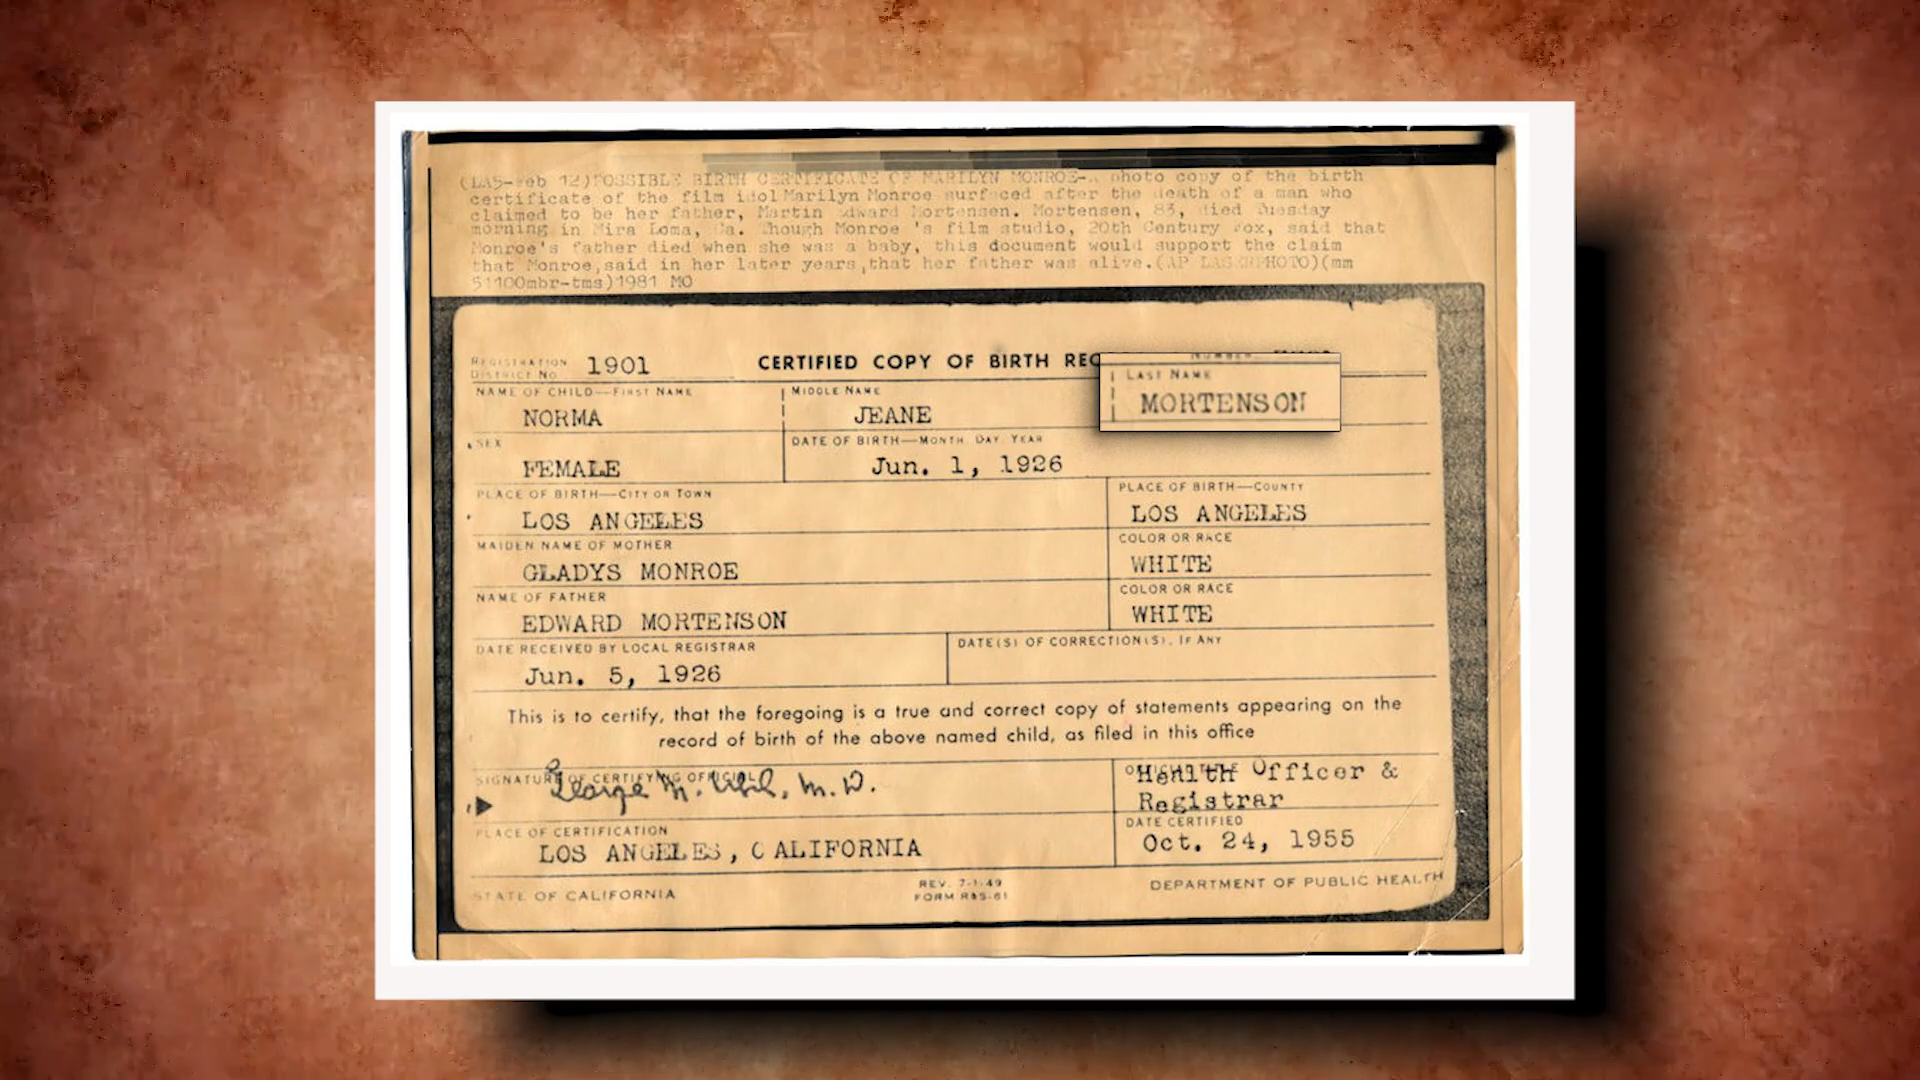 (LA5-Feb 12)POSSIBLE BIRTH CERTIFICATE OF MARILYN MONROE-A photo copy of the birth
certificate of the film idol Marilyn Monroe surfaced after the death of a man who
claimed to be her father, Martin Edward Mortensen. Mortensen, 83, died Tuesday
morning in Mira Loma, Ca. Though Monroe 's film studio, 20th Century Fox, said that
Monroe's father died when she was a baby, this document would support the claim
that Monroe,said in her later years,that her father was alive.(AP LASERPHOTO)(mm
51100mbr-tms)1981 MO
REGISTRATION DISTRICT NO 1901 CERTIFIED COPY OF BIRTH REC NUMBER
NAME OF CHILD—FIRST NAME MIDDLE NAME LAST NAME
NORMA JEANE MORTENSON
SEX DATE OF BIRTH—MONTH DAY YEAR
FEMALE Jun. 1, 1926
PLACE OF BIRTH—CITY OR TOWN PLACE OF BIRTH—COUNTY
LOS ANGELES LOS ANGELES
MAIDEN NAME OF MOTHER COLOR OR RACE
GLADYS MONROE WHITE
NAME OF FATHER COLOR OR RACE
EDWARD MORTENSON WHITE
DATE RECEIVED BY LOCAL REGISTRAR DATE(S) OF CORRECTION(S), IF ANY
Jun. 5, 1926
This is to certify, that the foregoing is a true and correct copy of statements appearing on the
record of birth of the above named child, as filed in this office
SIGNATURE OF CERTIFYING OFFICIAL
George M. Uhl, M.D. Health Officer &
Registrar
PLACE OF CERTIFICATION DATE CERTIFIED
LOS ANGELES, CALIFORNIA Oct. 24, 1955
STATE OF CALIFORNIA REV. 7-1-49 DEPARTMENT OF PUBLIC HEALTH
FORM R&S-61